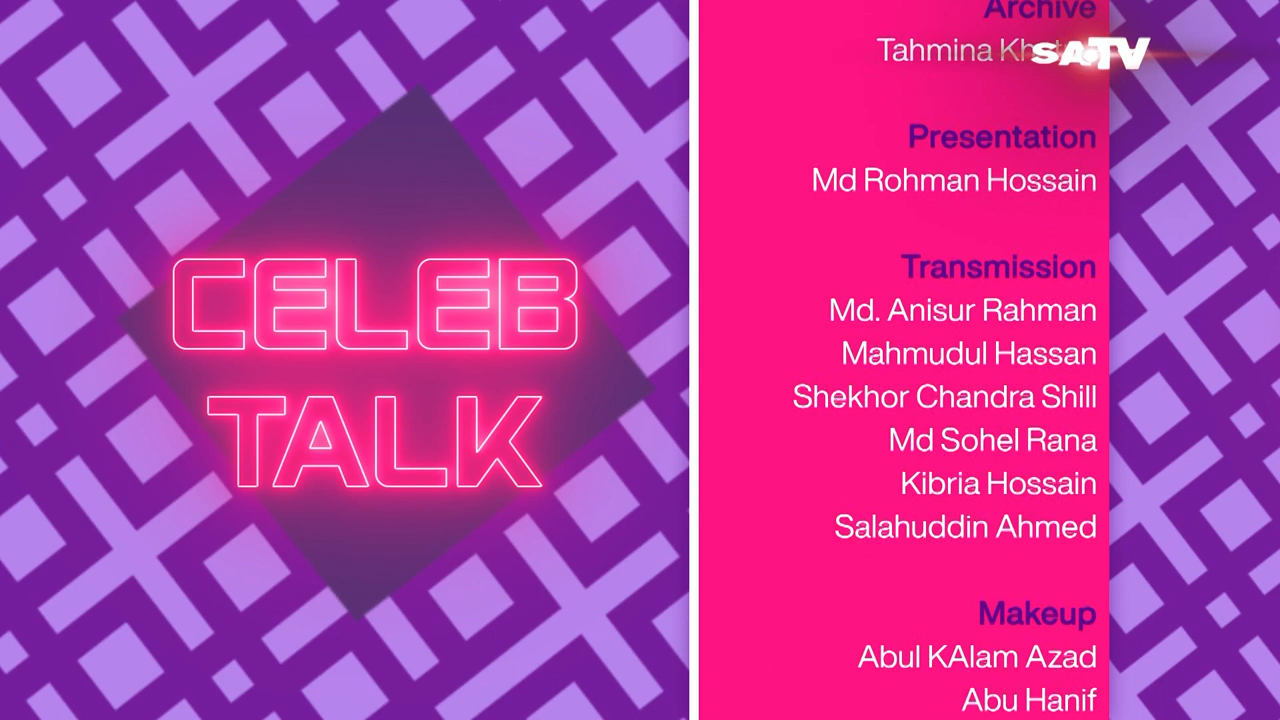 CELEB
TALK
Archive
Tahmina
SATV
Presentation
Md Rohman Hossain
Transmission
Md. Anisur Rahman
Mahmudul Hassan
Shekhor Chandra Shill
Md Sohel Rana
Kibria Hossain
Salahuddin Ahmed
Makeup
Abul KAlam Azad
Abu Hanif